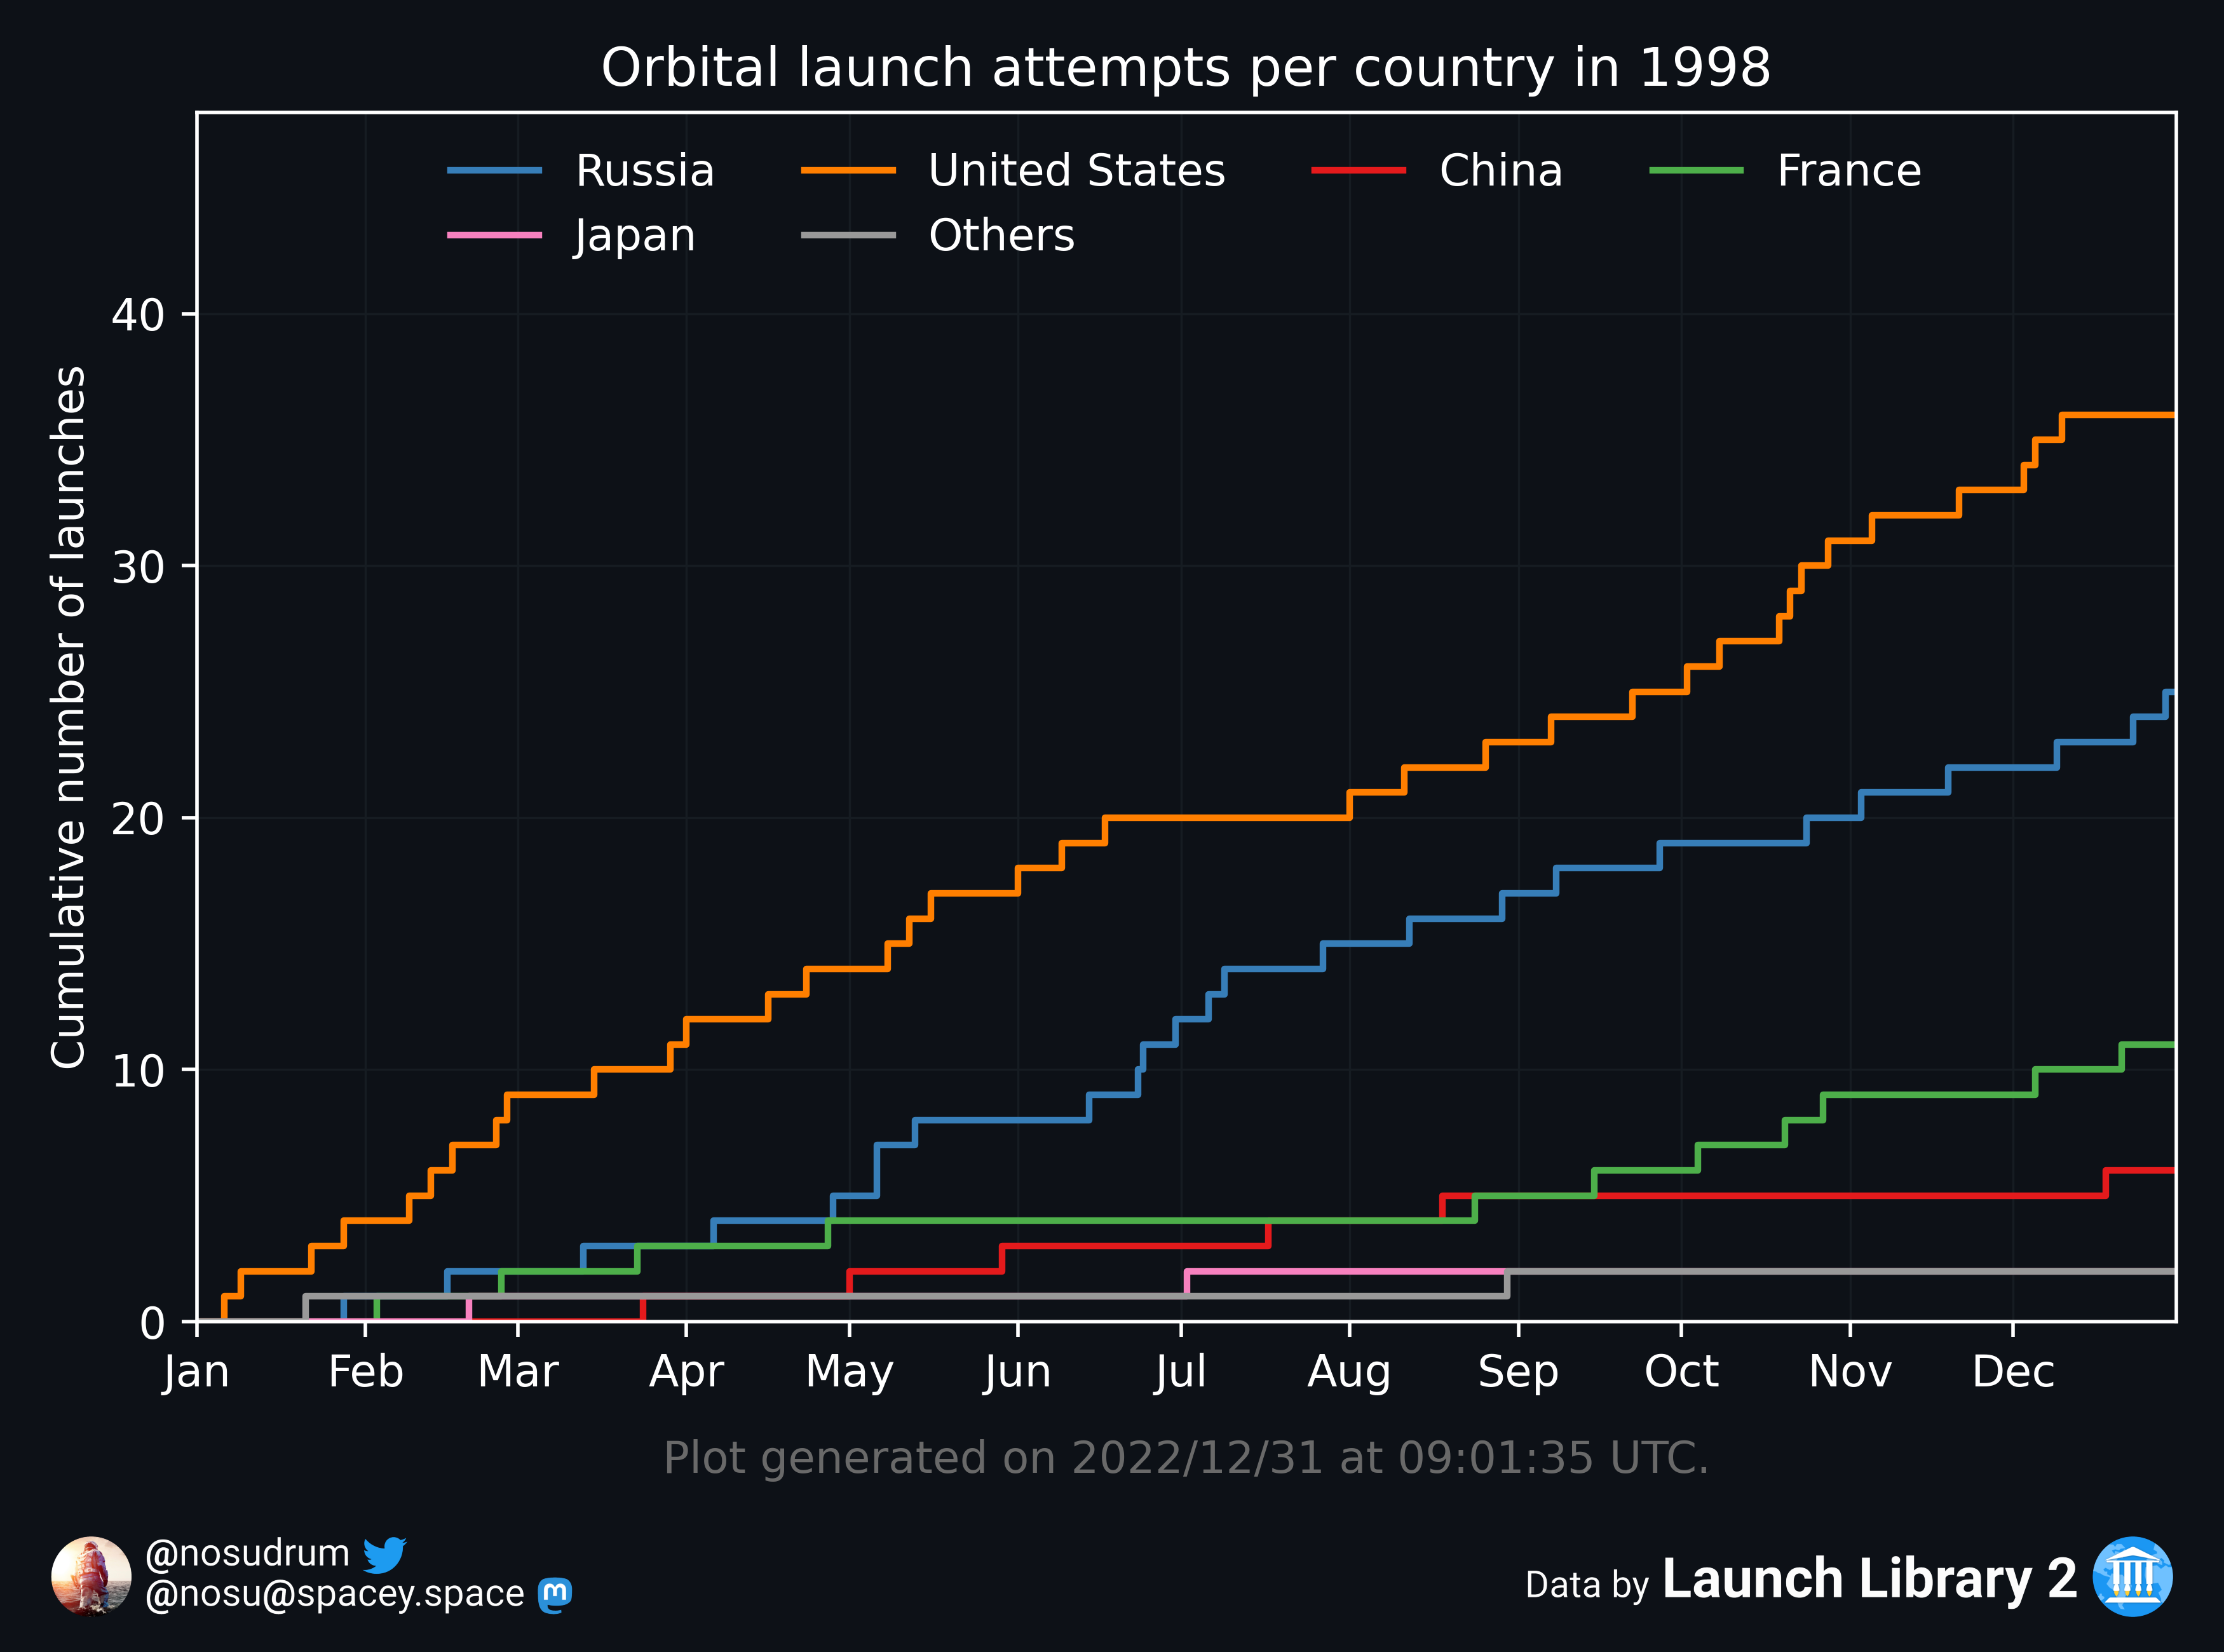 Orbital launch attempts per country in 1998
Russia United States China France
Japan Others
Cumulative number of launches
40
30
20
10
0
Jan Feb Mar Apr May Jun Jul Aug Sep Oct Nov Dec
Plot generated on 2022/12/31 at 09:01:35 UTC.
@nosudrum
@nosu@spacey.space
Data by Launch Library 2